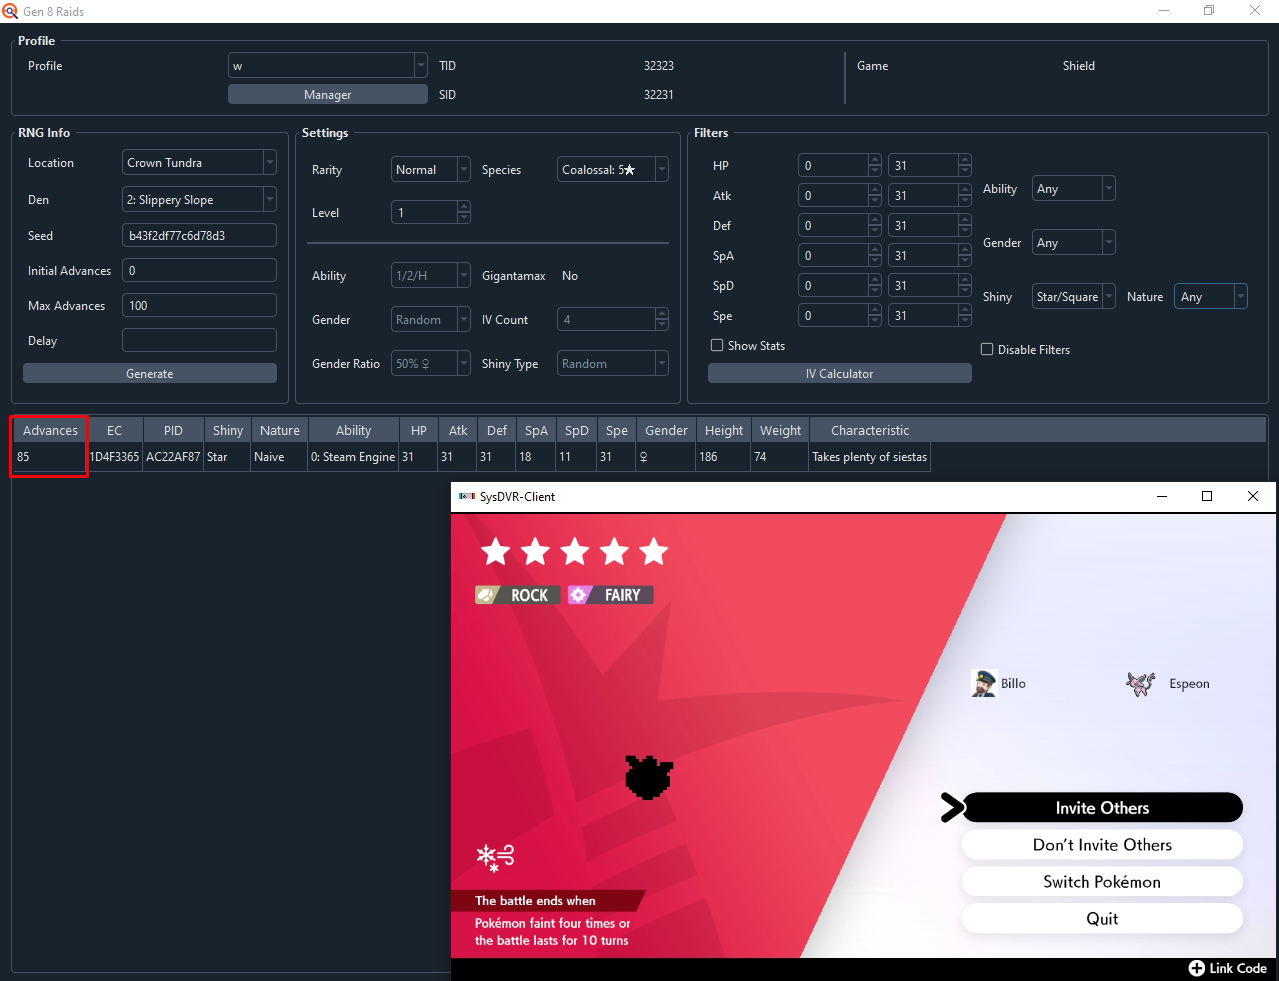 Gen 8 Raids
Profile
Profile w TID 32323 Game Shield
Manager SID 32231
RNG Info
Location Crown Tundra
Den 2: Slippery Slope
Seed b43f2df77c6d78d3
Initial Advances 0
Max Advances 100
Delay
Generate
Settings
Rarity Normal Species Coalossal: 5★
Level 1
Ability 1/2/H Gigantamax No
Gender Random IV Count 4
Gender Ratio 50% ♀ Shiny Type Random
Filters
HP 0 31
Atk 0 31
Def 0 31
SpA 0 31
SpD 0 31
Spe 0 31
Ability Any
Gender Any
Shiny Star/Square Nature Any
Show Stats
Disable Filters
IV Calculator
Advances EC PID Shiny Nature Ability HP Atk Def SpA SpD Spe Gender Height Weight Characteristic
85 1D4F3365 AC22AF87 Star Naive 0: Steam Engine 31 31 31 18 11 31 ♀ 186 74 Takes plenty of siestas
SysDVR-Client
ROCK FAIRY
Billo Espeon
Invite Others
Don't Invite Others
Switch Pokémon
Quit
The battle ends when
Pokémon faint four times or
the battle lasts for 10 turns
Link Code